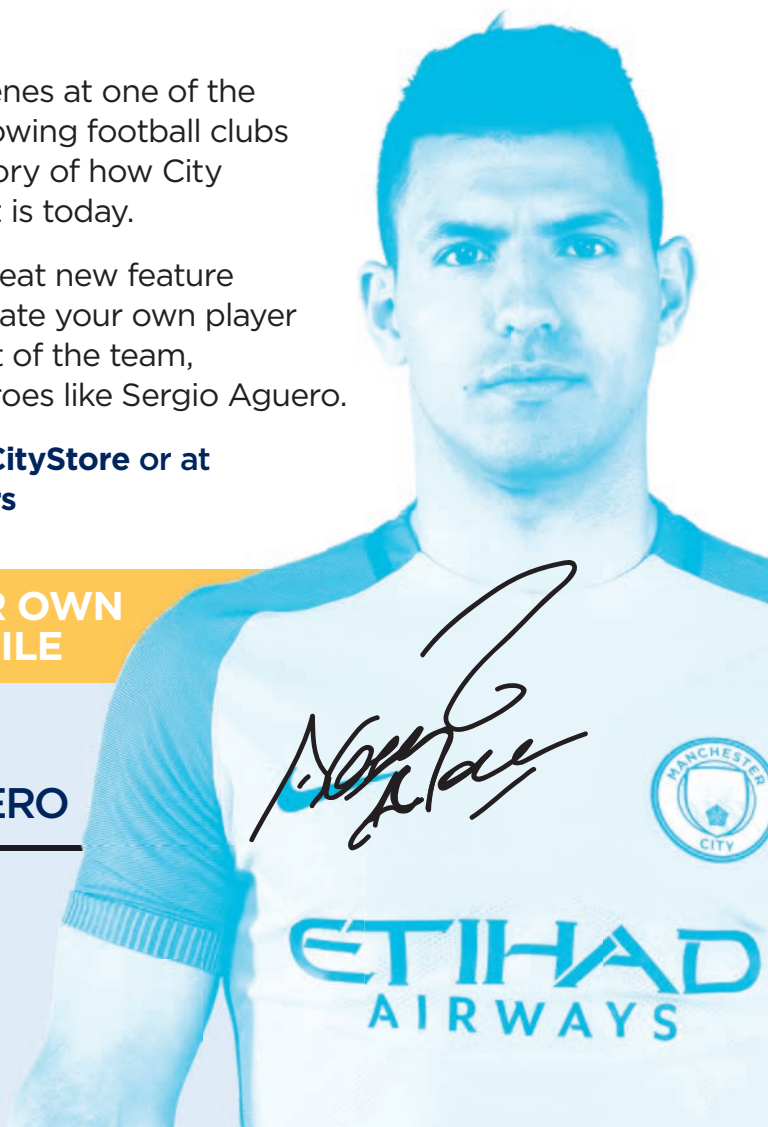 enes at one of the
owing football clubs
ory of how City
t is today.
eat new feature
ate your own player
t of the team,
roes like Sergio Aguero.
CityStore or at
rs
R OWN
ILE
ERO
MANCHESTER
CITY
ETIHAD
AIRWAYS